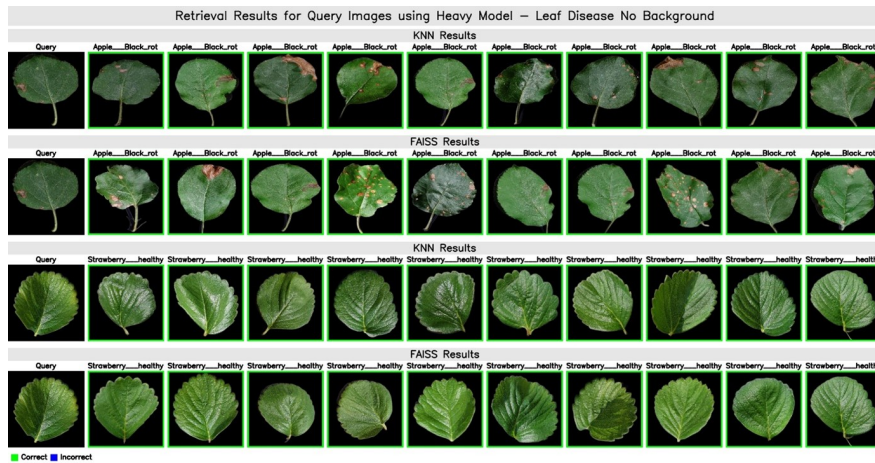 Retrieval Results for Query Images using Heavy Model – Leaf Disease No Background
KNN Results
Query Apple___Black_rot Apple___Black_rot Apple___Black_rot Apple___Black_rot Apple___Black_rot Apple___Black_rot Apple___Black_rot Apple___Black_rot Apple___Black_rot Apple___Black_rot
FAISS Results
Query Apple___Black_rot Apple___Black_rot Apple___Black_rot Apple___Black_rot Apple___Black_rot Apple___Black_rot Apple___Black_rot Apple___Black_rot Apple___Black_rot Apple___Black_rot
KNN Results
Query Strawberry___healthy Strawberry___healthy Strawberry___healthy Strawberry___healthy Strawberry___healthy Strawberry___healthy Strawberry___healthy Strawberry___healthy Strawberry___healthy Strawberry___healthy
FAISS Results
Query Strawberry___healthy Strawberry___healthy Strawberry___healthy Strawberry___healthy Strawberry___healthy Strawberry___healthy Strawberry___healthy Strawberry___healthy Strawberry___healthy Strawberry___healthy
Correct Incorrect